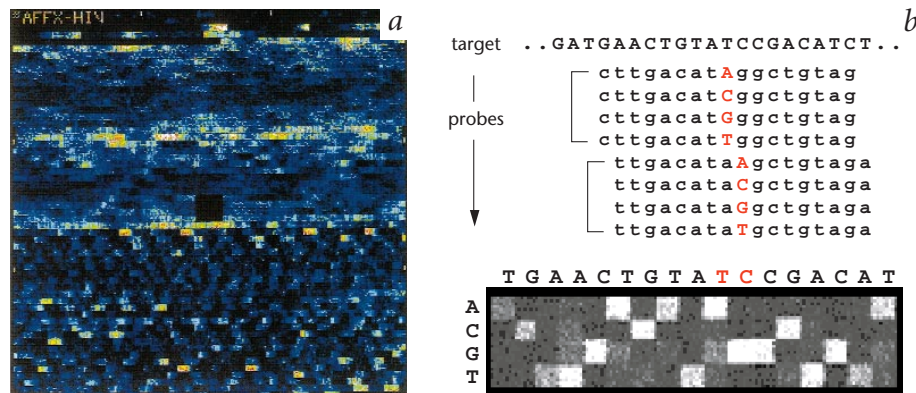 AFFX-HIV
a
b
target ..GATGAACTGTATCCGACATCT..
cttgacatAggctgtag
cttgacatCggctgtag
probes
cttgacatGggctgtag
cttgacatTggctgtag
ttgacataAgctgtaga
ttgacataCgctgtaga
ttgacataGgctgtaga
ttgacataTgctgtaga
TGAACTGTATCCGACAT
A
C
G
T